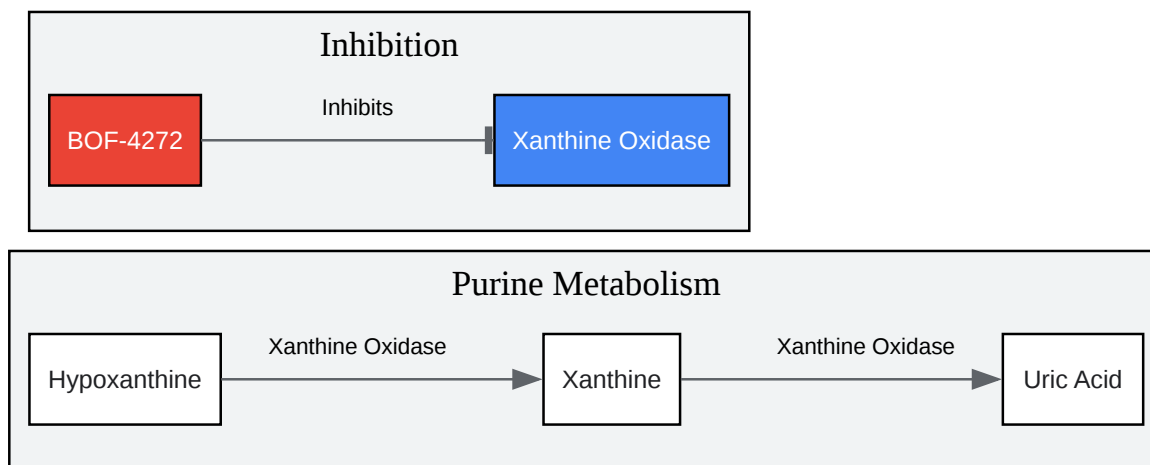 Inhibition
Inhibits
BOF-4272
Xanthine Oxidase
Purine Metabolism
Xanthine Oxidase
Xanthine Oxidase
Hypoxanthine
Xanthine
Uric Acid